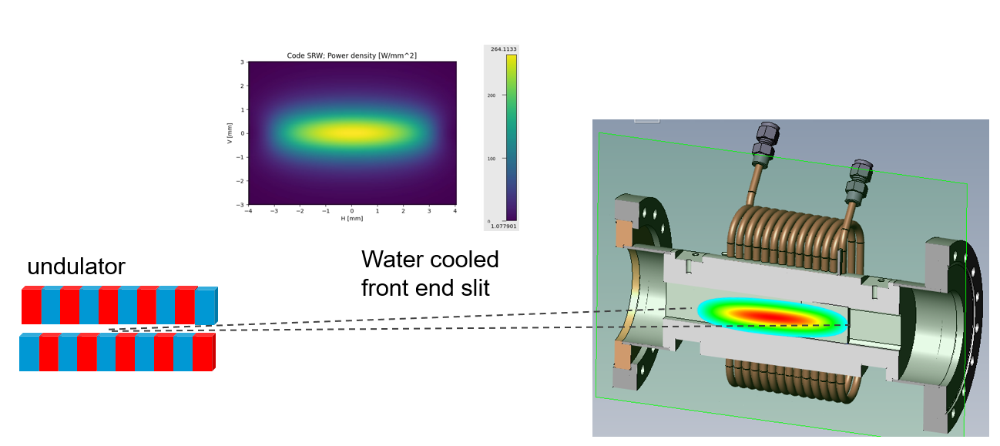 Code SRW; Power density [W/mm^2]
264.1133
3
2
1
0
−1
−2
−3
V [mm]
−4 −3 −2 −1 0 1 2 3 4
H [mm]
200
100
0
1.077901
undulator
Water cooled
front end slit